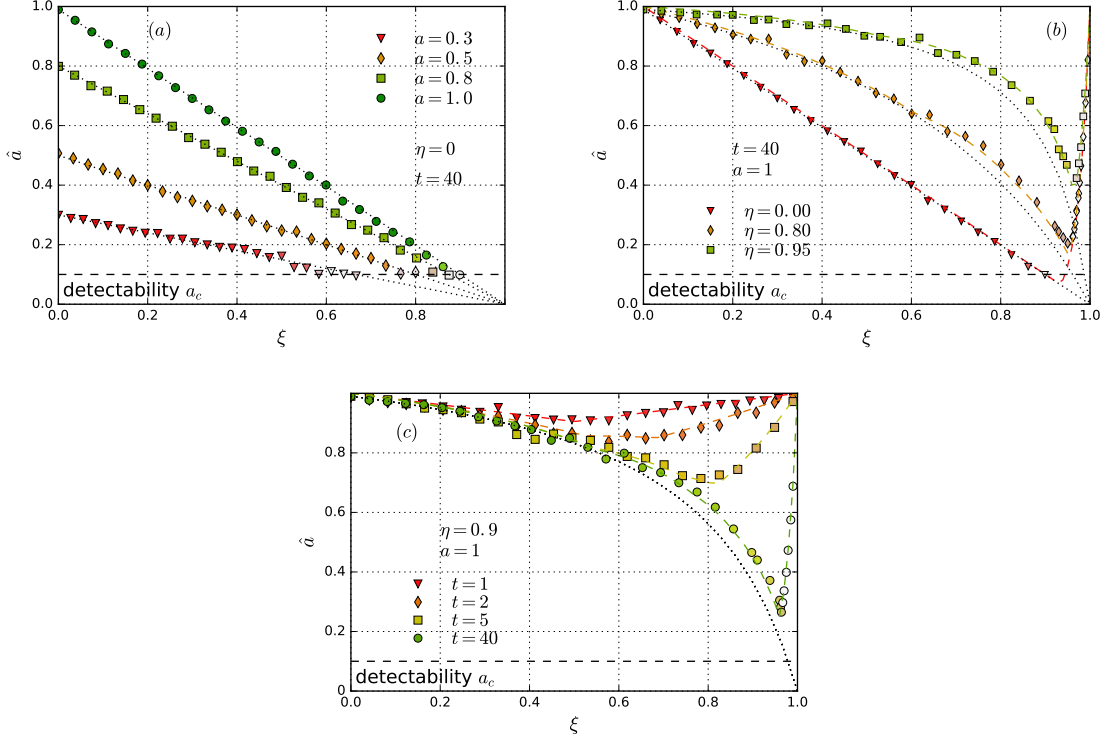 1.0
0.8
0.6
0.4
0.2
0.0
â
(a)
a = 0.3
a = 0.5
a = 0.8
a = 1.0
η = 0
t = 40
detectability a_c
0.0 0.2 0.4 0.6 0.8
ξ
1.0
0.8
0.6
0.4
0.2
0.0
â
(b)
t = 40
a = 1
η = 0.00
η = 0.80
η = 0.95
detectability a_c
0.0 0.2 0.4 0.6 0.8 1.0
ξ
0.8
0.6
0.4
0.2
0
â
(c)
η = 0.9
a = 1
t = 1
t = 2
t = 5
t = 40
detectability a_c
0.0 0.2 0.4 0.6 0.8 1.0
ξ